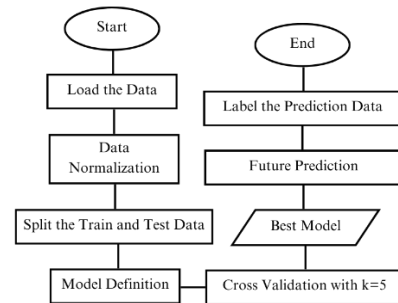 Start
Load the Data
Data
Normalization
Split the Train and Test Data
Model Definition
Cross Validation with k=5
Best Model
Future Prediction
Label the Prediction Data
End